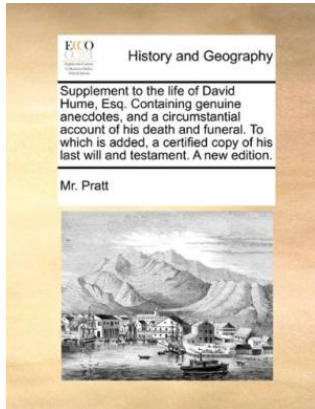 ECCO
History and Geography
Supplement to the life of David
Hume, Esq. Containing genuine
anecdotes, and a circumstantial
account of his death and funeral. To
which is added, a certified copy of his
last will and testament. A new edition.
Mr. Pratt